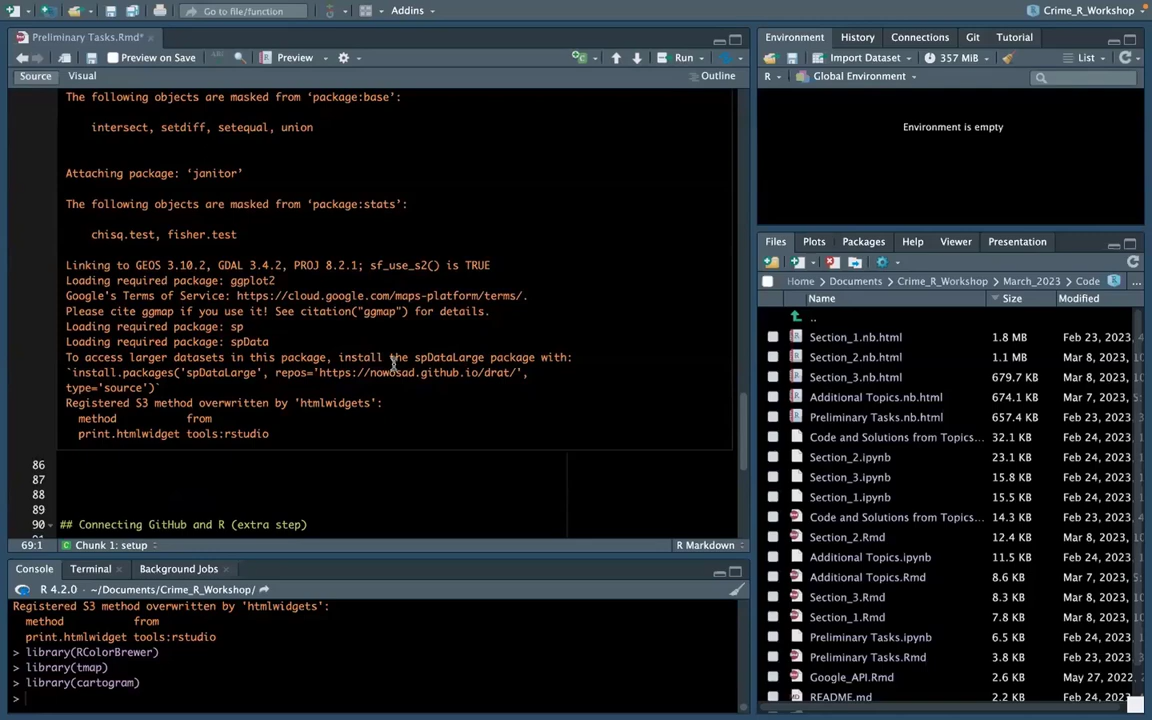 Go to file/function
Addins
Crime_R_Workshop
Preliminary Tasks.Rmd*
Preview on Save
Preview
Run
Source
Visual
Outline
The following objects are masked from ‘package:base’:
intersect, setdiff, setequal, union
Attaching package: ‘janitor’
The following objects are masked from ‘package:stats’:
chisq.test, fisher.test
Linking to GEOS 3.10.2, GDAL 3.4.2, PROJ 8.2.1; sf_use_s2() is TRUE
Loading required package: ggplot2
Google's Terms of Service: https://cloud.google.com/maps-platform/terms/.
Please cite ggmap if you use it! See citation("ggmap") for details.
Loading required package: sp
Loading required package: spData
To access larger datasets in this package, install the spDataLarge package with:
`install.packages('spDataLarge', repos='https://nowosad.github.io/drat/',
type='source')`
Registered S3 method overwritten by 'htmlwidgets':
method from
print.htmlwidget tools:rstudio
86
87
88
89
90 ## Connecting GitHub and R (extra step)
69:1 Chunk 1: setup R Markdown
Console Terminal Background Jobs
R 4.2.0 · ~/Documents/Crime_R_Workshop/
Registered S3 method overwritten by 'htmlwidgets':
method from
print.htmlwidget tools:rstudio
> library(RColorBrewer)
> library(tmap)
> library(cartogram)
>
Environment History Connections Git Tutorial
Import Dataset 357 MiB List
R Global Environment
Environment is empty
Files Plots Packages Help Viewer Presentation
Home Documents Crime_R_Workshop March_2023 Code ...
Name Size Modified
..
Section_1.nb.html 1.8 MB Feb 23, 2023,
Section_2.nb.html 1.1 MB Mar 8, 2023, 10
Section_3.nb.html 679.7 KB Mar 8, 2023, 10
Additional Topics.nb.html 674.1 KB Mar 7, 2023, 5:
Preliminary Tasks.nb.html 657.4 KB Feb 23, 2023,
Code and Solutions from Topics... 32.1 KB Feb 24, 2023,
Section_2.ipynb 23.1 KB Feb 24, 2023,
Section_3.ipynb 15.8 KB Feb 24, 2023,
Section_1.ipynb 15.5 KB Feb 24, 2023,
Code and Solutions from Topics... 14.3 KB Feb 23, 2023, 4
Section_2.Rmd 12.4 KB Mar 8, 2023, 10
Additional Topics.ipynb 11.5 KB Feb 24, 2023,
Additional Topics.Rmd 8.6 KB Mar 7, 2023, 5:
Section_3.Rmd 8.3 KB Mar 8, 2023, 10
Section_1.Rmd 7.8 KB Mar 8, 2023, 10
Preliminary Tasks.ipynb 6.5 KB Feb 24, 2023,
Preliminary Tasks.Rmd 3.8 KB Feb 23, 2023,
Google_API.Rmd 2.6 KB May 27, 2022,
README.md 2.2 KB Feb 24, 2023,